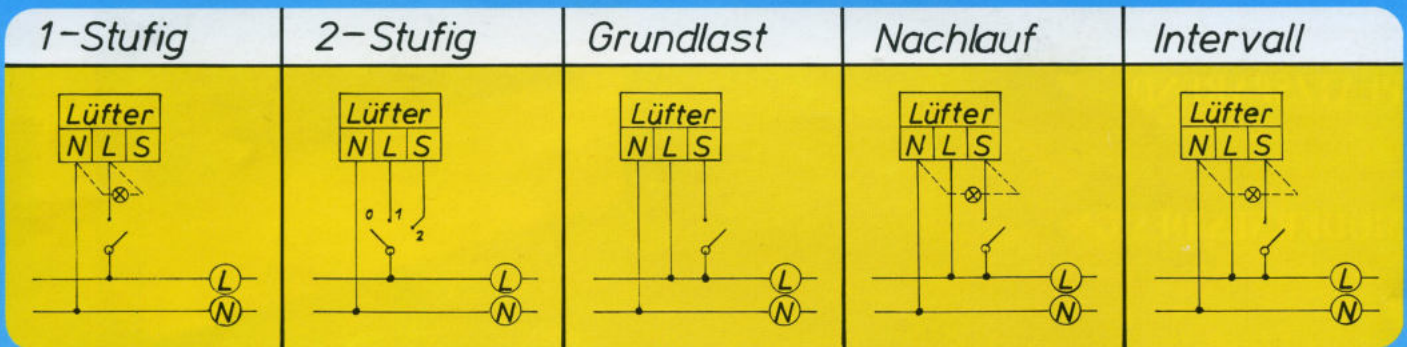 1-Stufig
2-Stufig
Grundlast
Nachlauf
Intervall
Lüfter
N L S
L
N
Lüfter
N L S
0 1
2
L
N
Lüfter
N L S
L
N
Lüfter
N L S
L
N
Lüfter
N L S
L
N